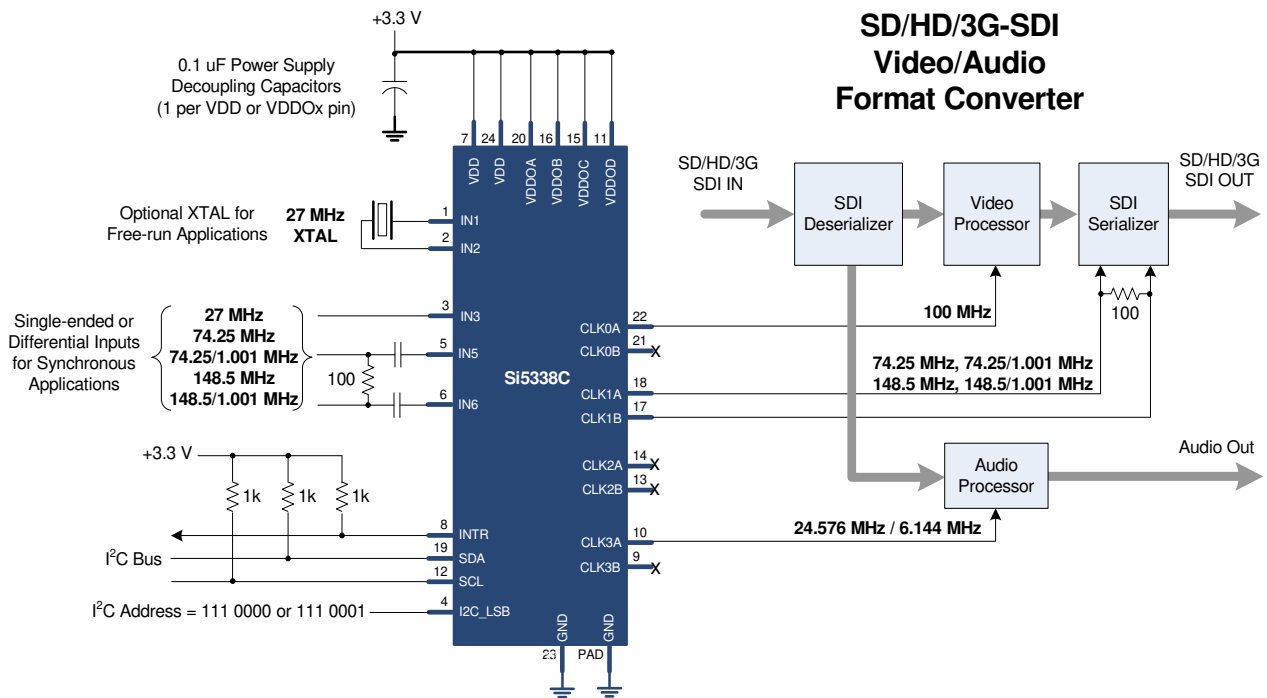 +3.3 V
SD/HD/3G-SDI
Video/Audio
Format Converter
0.1 uF Power Supply
Decoupling Capacitors
(1 per VDD or VDDOx pin)
7 24 20 16 15 11
VDD VDD VDDOA VDDOB VDDOC VDDOD
SD/HD/3G
SDI IN
SDI
Deserializer
Video
Processor
SDI
Serializer
SD/HD/3G
SDI OUT
Optional XTAL for
Free-run Applications
27 MHz
XTAL
1 IN1
2 IN2
Single-ended or
Differential Inputs
for Synchronous
Applications
27 MHz
74.25 MHz
74.25/1.001 MHz
148.5 MHz
148.5/1.001 MHz
100
3 IN3
5 IN5
6 IN6
Si5338C
CLK0A 22
CLK0B 21 X
CLK1A 18
CLK1B 17
CLK2A 14 X
CLK2B 13 X
CLK3A 10
CLK3B 9 X
100 MHz
100
74.25 MHz, 74.25/1.001 MHz
148.5 MHz, 148.5/1.001 MHz
Audio
Processor
Audio Out
24.576 MHz / 6.144 MHz
+3.3 V
1k 1k 1k
8 INTR
I²C Bus
19 SDA
12 SCL
I²C Address = 111 0000 or 111 0001
4 I2C_LSB
GND GND
23 PAD